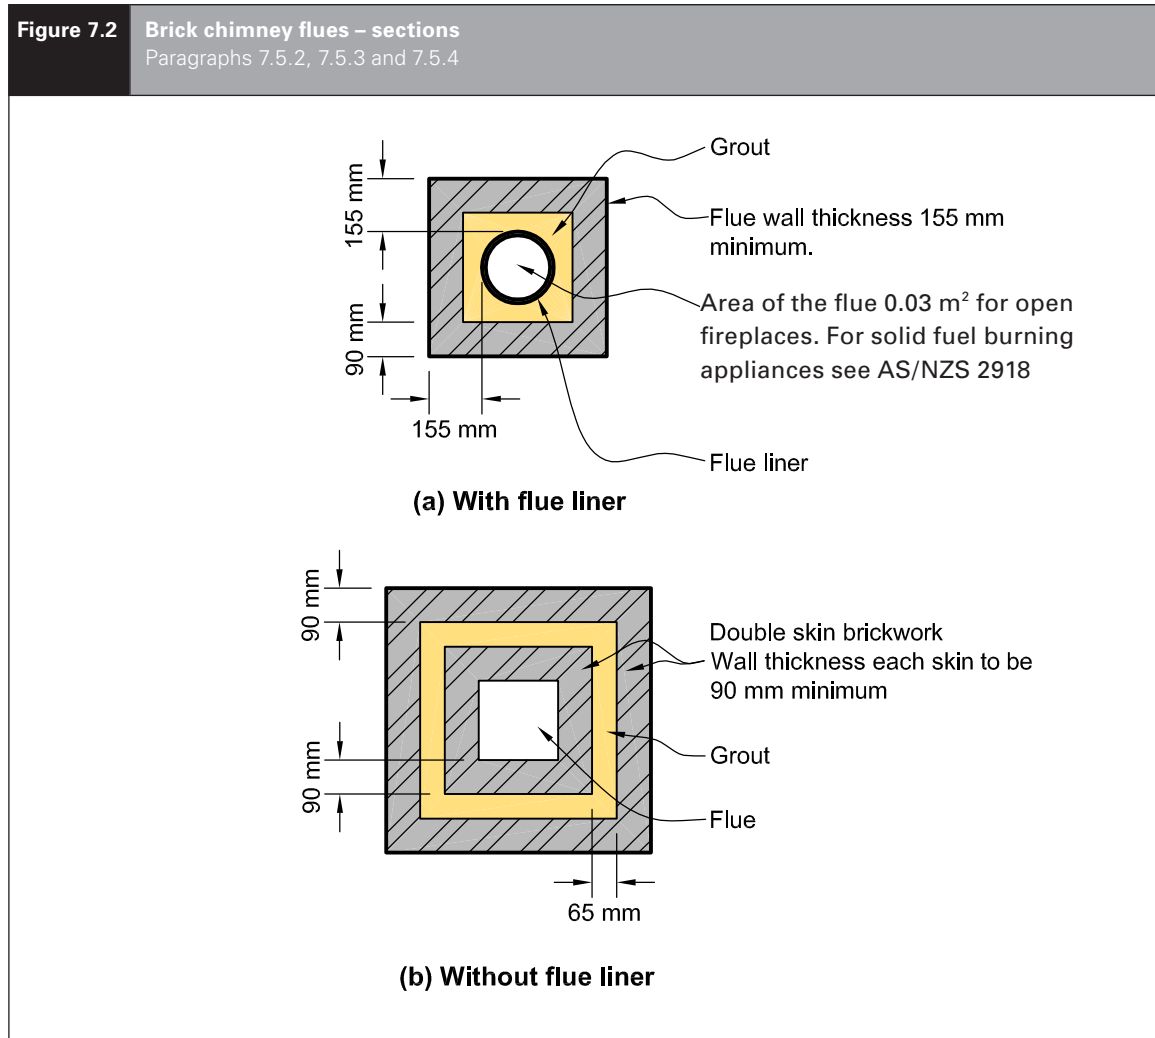 Figure 7.2
Brick chimney flues – sections
Paragraphs 7.5.2, 7.5.3 and 7.5.4
155 mm
90 mm
155 mm
Grout
Flue wall thickness 155 mm
minimum.
Area of the flue 0.03 m² for open
fireplaces. For solid fuel burning
appliances see AS/NZS 2918
Flue liner
(a) With flue liner
90 mm
90 mm
Double skin brickwork
Wall thickness each skin to be
90 mm minimum
Grout
Flue
65 mm
(b) Without flue liner